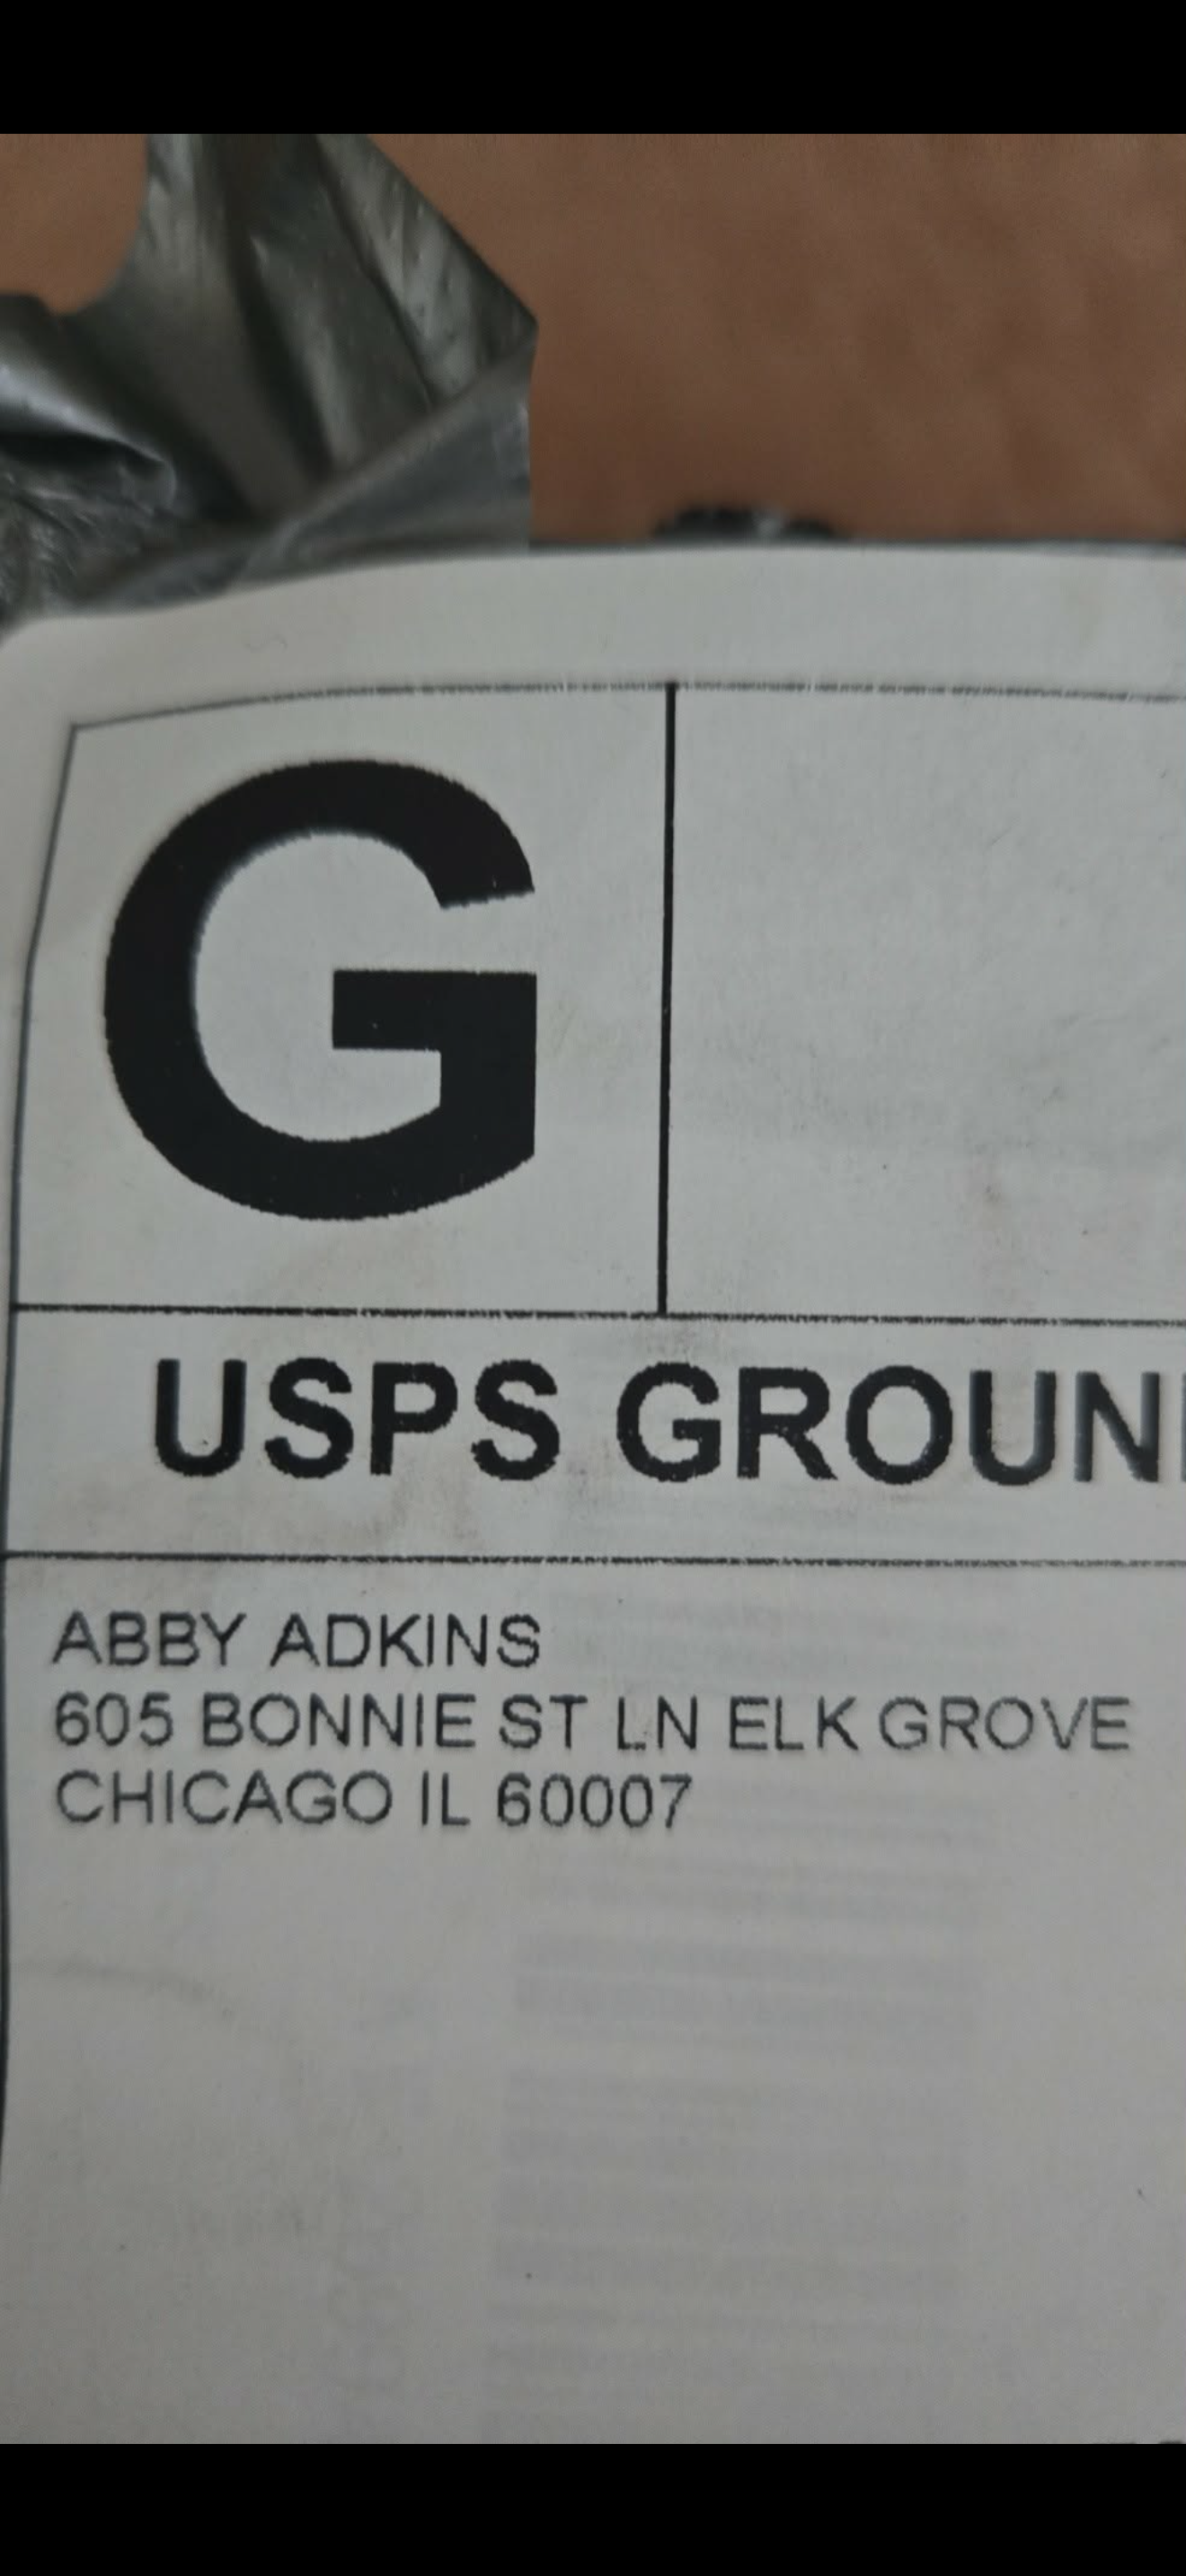 G
USPS GROUN
ABBY ADKINS
605 BONNIE ST LN ELK GROVE
CHICAGO IL 60007